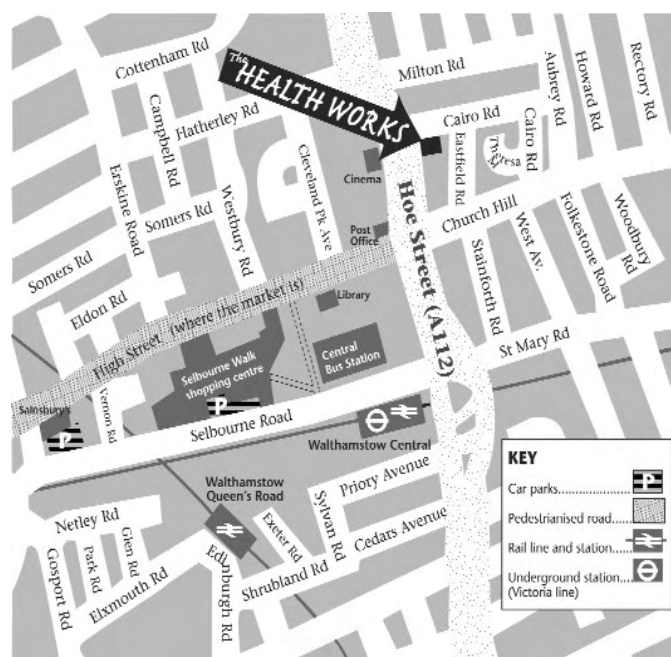 Cottenham Rd
The
HEALTH WORKS
Milton Rd
Aubrey Rd
Howard Rd
Rectory Rd
Campbell Rd
Hatherley Rd
Cairo Rd
Cairo Rd
Theresa
Eastfield Rd
Cinema
Erskine Road
Cleveland Pk Ave
Hoe Street (A112)
Church Hill
Somers Rd
Westbury Rd
Post
Office
Stainforth Rd
West Av.
Folkestone Road
Woodbury
Rd
Somers Rd
Eldon Rd
High Street (where the market is)
Library
Selbourne Walk
shopping centre
Central
Bus Station
St Mary Rd
Sainsbury's
Vernon Rd
P
P
Selbourne Road
Walthamstow Central
Walthamstow
Queen's Road
Priory Avenue
Netley Rd
Exeter Rd
Sylvan Rd
Cedars Avenue
Gosport Rd
Park Rd
Glen Rd
Elxmouth Rd
Edinburgh Rd
Shrubland Rd
KEY
Car parks
P
Pedestrianised road
Rail line and station
Underground station
(Victoria line)